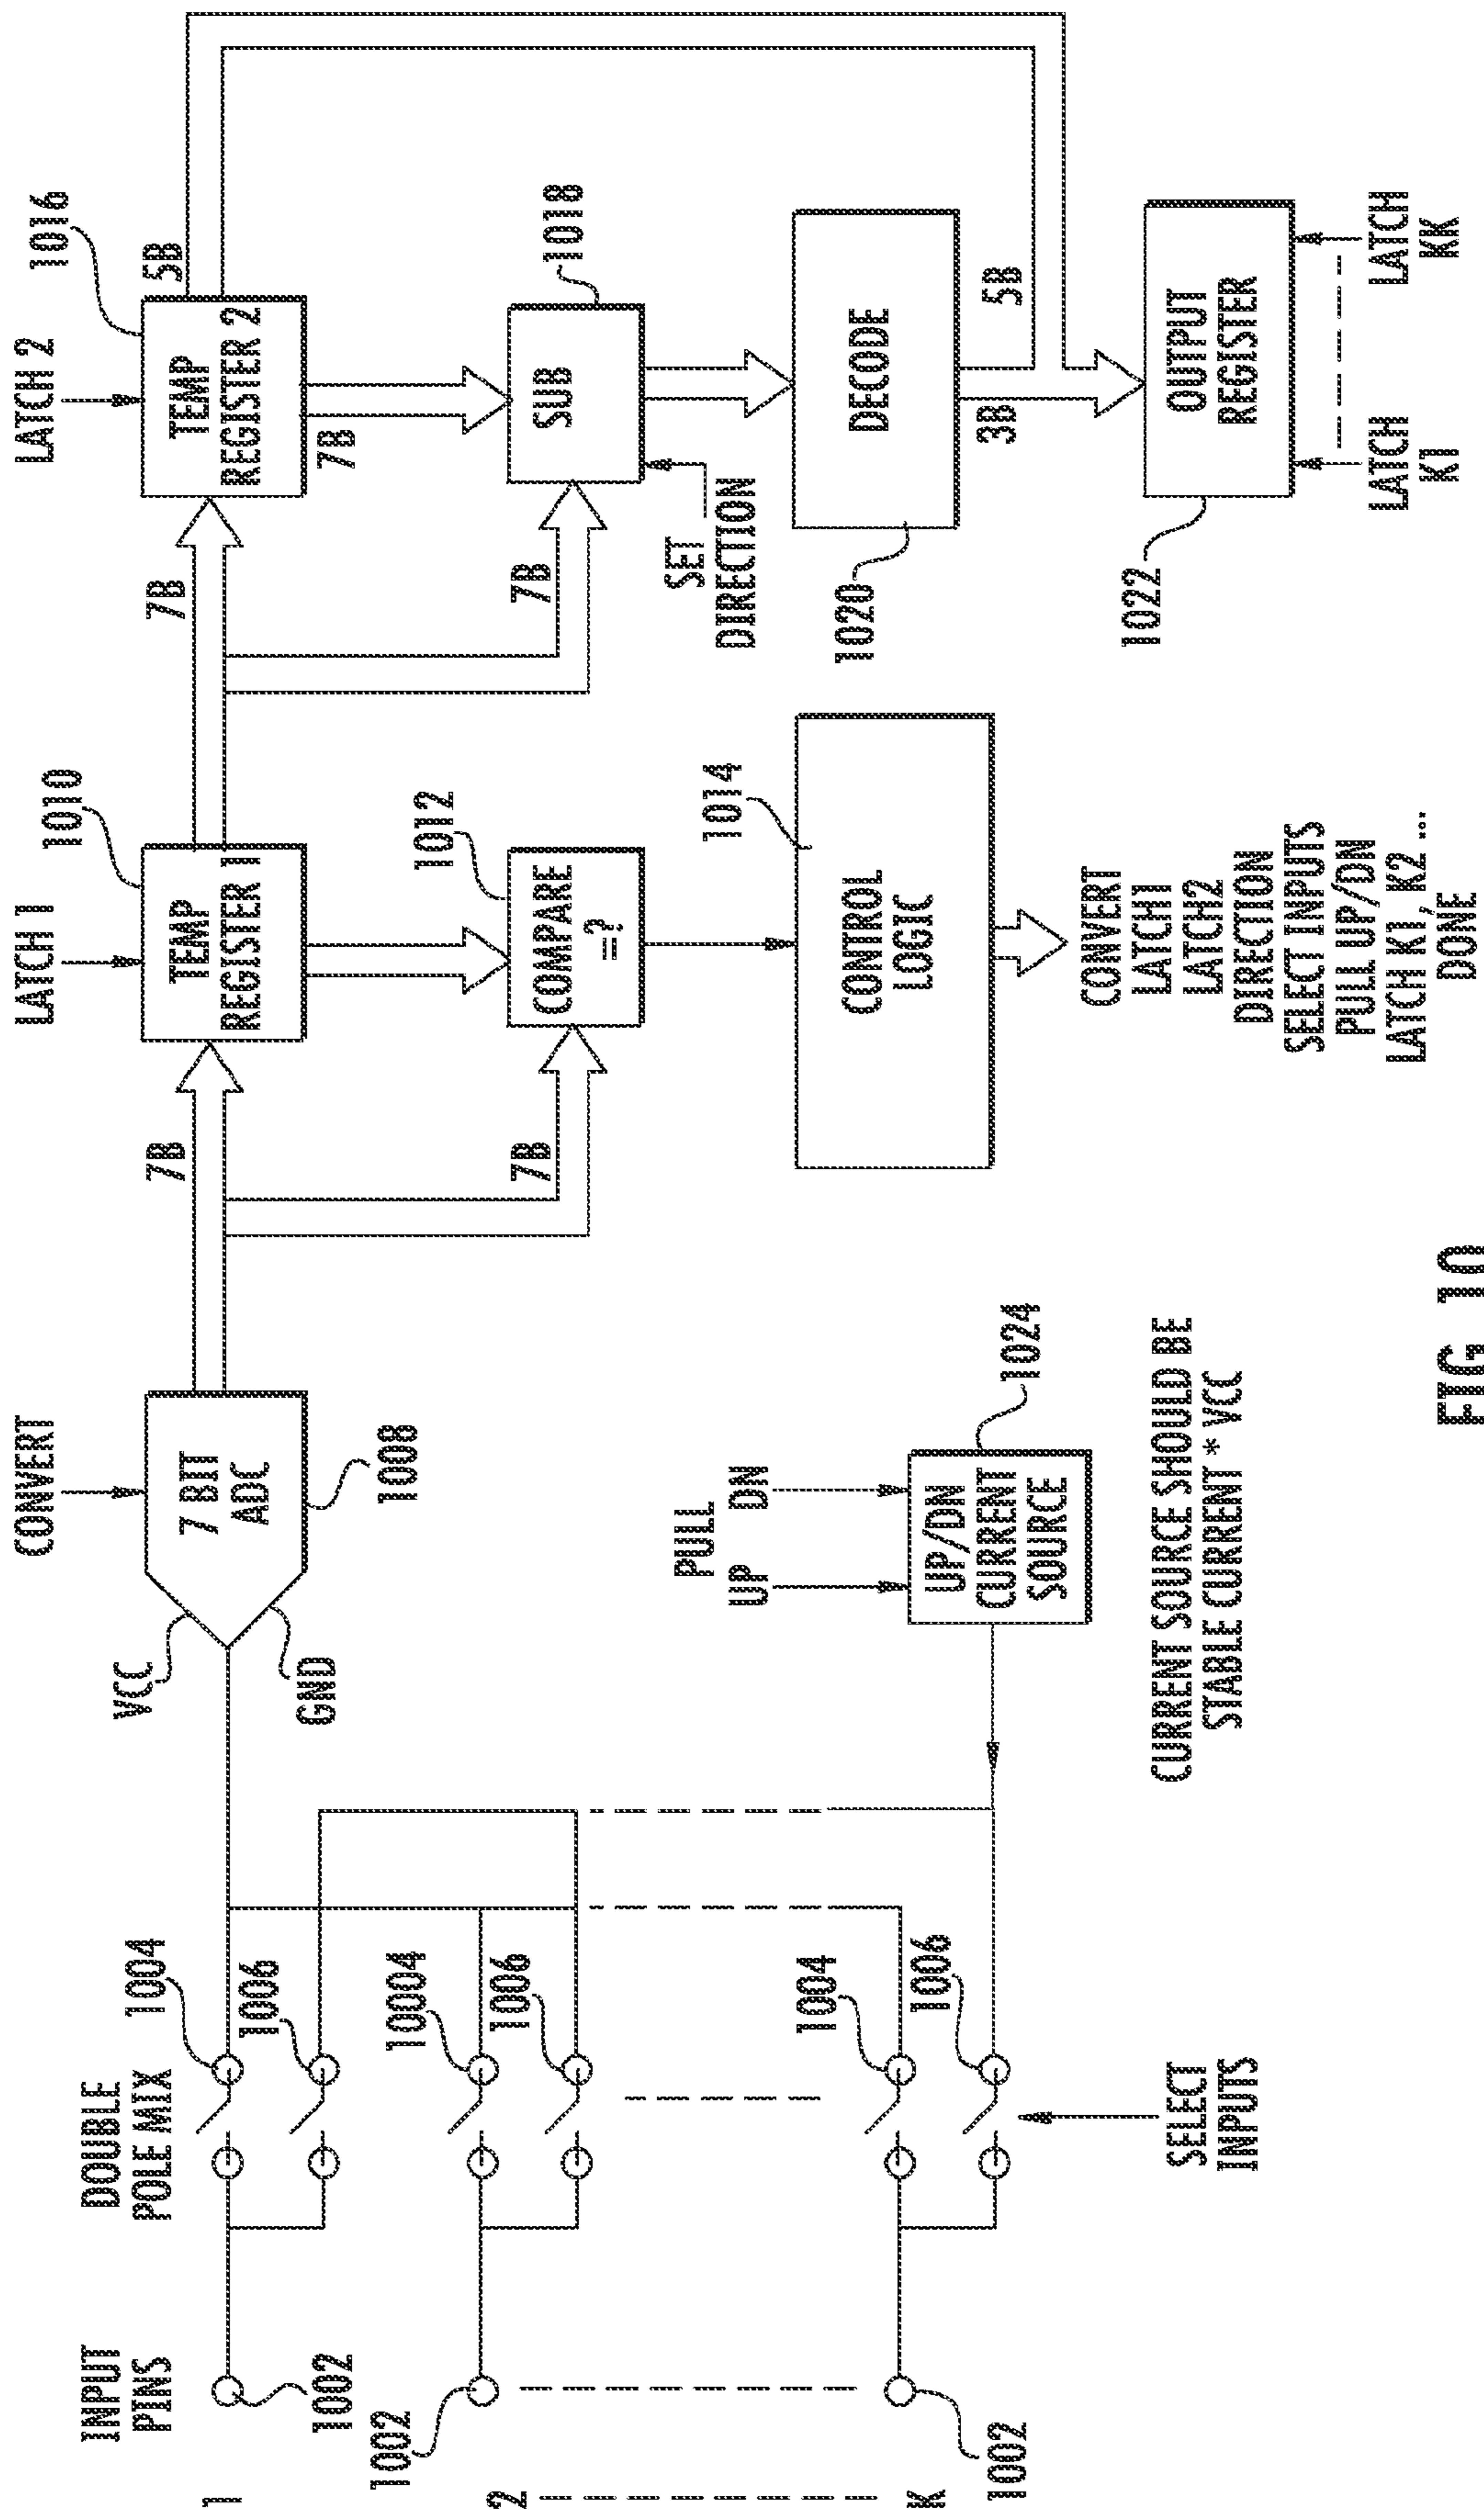 INPUT
PINS
DOUBLE
POLE MIX
1
1002
1004
1006
2
1002
10004
1006
K
1002
1004
1006
SELECT
INPUTS
VCC
GND
CONVERT
7 BIT
ADC
1008
PULL
UP DN
UP/DN
CURRENT
SOURCE
1024
CURRENT SOURCE SHOULD BE
STABLE CURRENT * VCC
7B
7B
LATCH 1
1010
TEMP
REGISTER 1
1012
COMPARE
=?
1014
CONTROL
LOGIC
CONVERT
LATCH1
LATCH2
DIRECTION
SELECT INPUTS
PULL UP/DN
LATCH K1, K2 ...
DONE
7B
7B
LATCH 2
1016
TEMP
REGISTER 2
5B
7B
SUB
1018
SET
DIRECTION
DECODE
1020
3B
5B
OUTPUT
REGISTER
1022
LATCH
K1
LATCH
KK
FIG 10